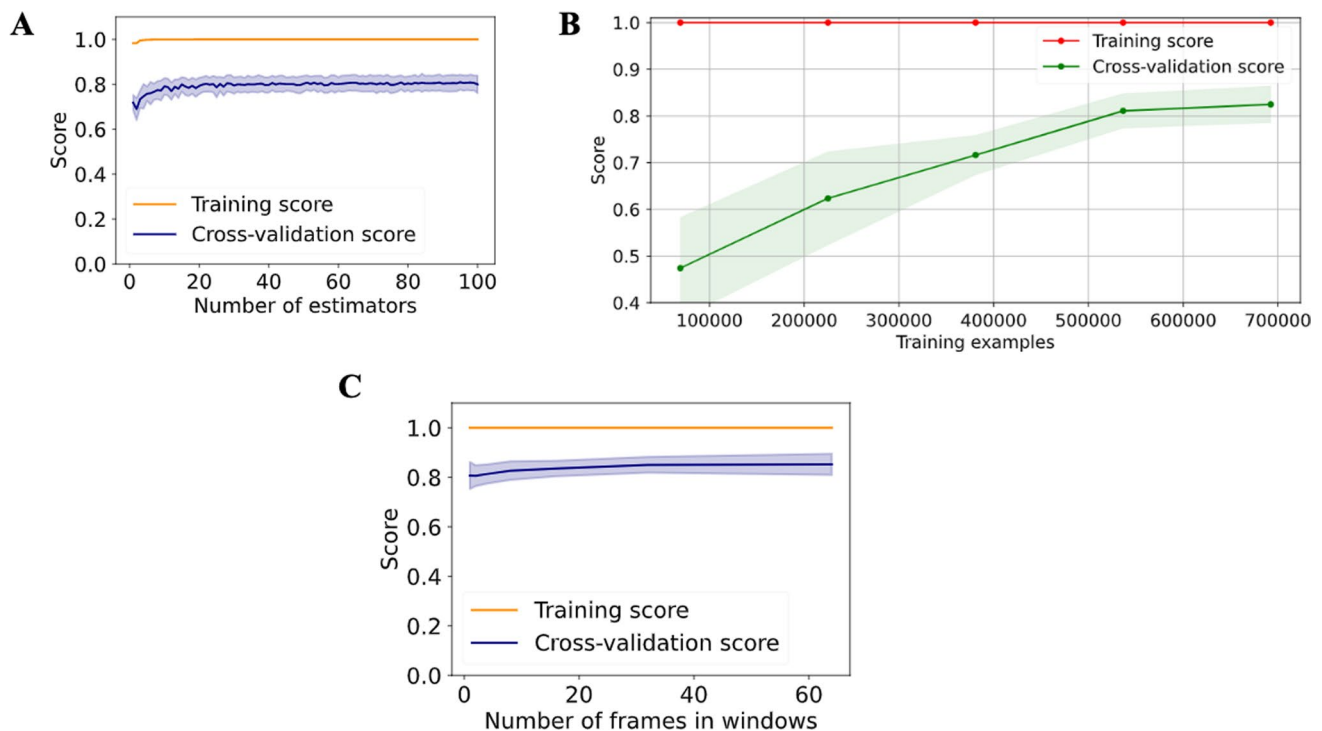 A
1.0
0.8
0.6
0.4
0.2
0.0
Score
Training score
Cross-validation score
0 20 40 60 80 100
Number of estimators
B
1.0
0.9
0.8
0.7
0.6
0.5
0.4
Score
Training score
Cross-validation score
100000 200000 300000 400000 500000 600000 700000
Training examples
C
1.0
0.8
0.6
0.4
0.2
0.0
Score
Training score
Cross-validation score
0 20 40 60
Number of frames in windows